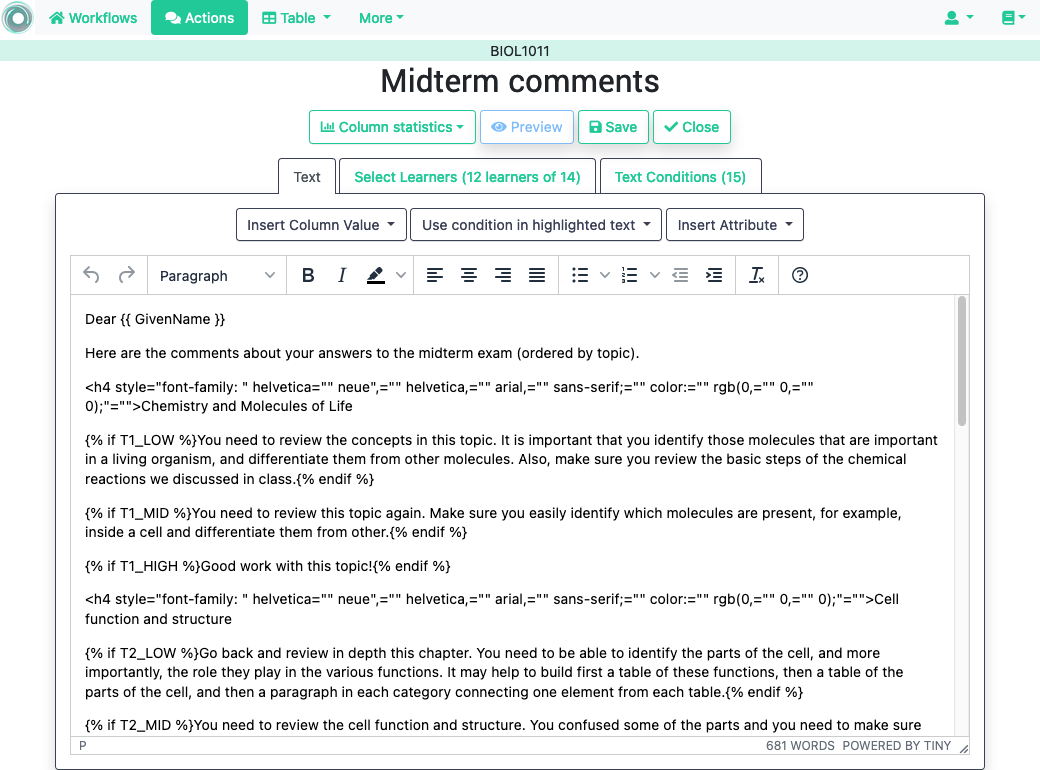 Workflows Actions Table More
BIOL1011
Midterm comments
Column statistics Preview Save Close
Text Select Learners (12 learners of 14) Text Conditions (15)
Insert Column Value Use condition in highlighted text Insert Attribute
Paragraph B I
Dear {{ GivenName }}
Here are the comments about your answers to the midterm exam (ordered by topic).
<h4 style="font-family: " helvetica="" neue",="" helvetica,="" arial,="" sans-serif;="" color:="" rgb(0,="" 0,=""
0);"="">Chemistry and Molecules of Life
{% if T1_LOW %}You need to review the concepts in this topic. It is important that you identify those molecules that are important
in a living organism, and differentiate them from other molecules. Also, make sure you review the basic steps of the chemical
reactions we discussed in class.{% endif %}
{% if T1_MID %}You need to review this topic again. Make sure you easily identify which molecules are present, for example,
inside a cell and differentiate them from other.{% endif %}
{% if T1_HIGH %}Good work with this topic!{% endif %}
<h4 style="font-family: " helvetica="" neue",="" helvetica,="" arial,="" sans-serif;="" color:="" rgb(0,="" 0,="" 0);"="">Cell
function and structure
{% if T2_LOW %}Go back and review in depth this chapter. You need to be able to identify the parts of the cell, and more
importantly, the role they play in the various functions. It may help to build first a table of these functions, then a table of the
parts of the cell, and then a paragraph in each category connecting one element from each table.{% endif %}
{% if T2_MID %}You need to review the cell function and structure. You confused some of the parts and you need to make sure
P 681 WORDS POWERED BY TINY